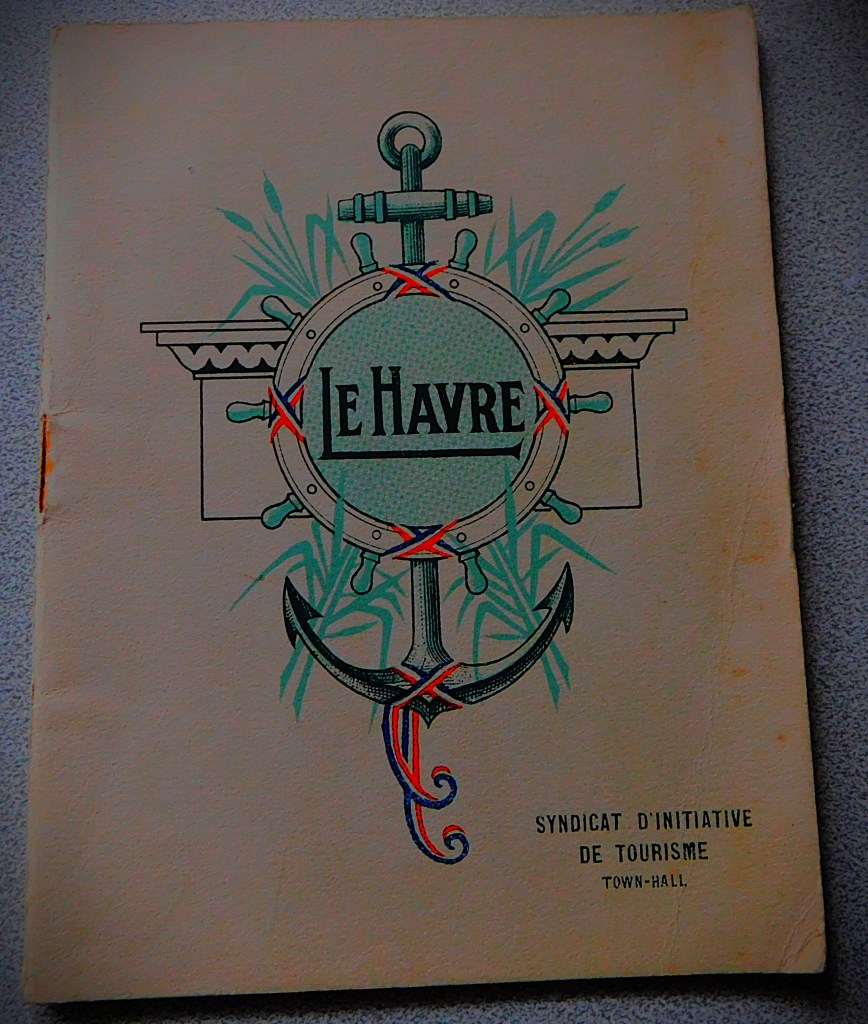 LE HAVRE
SYNDICAT D'INITIATIVE
DE TOURISME
TOWN-HALL